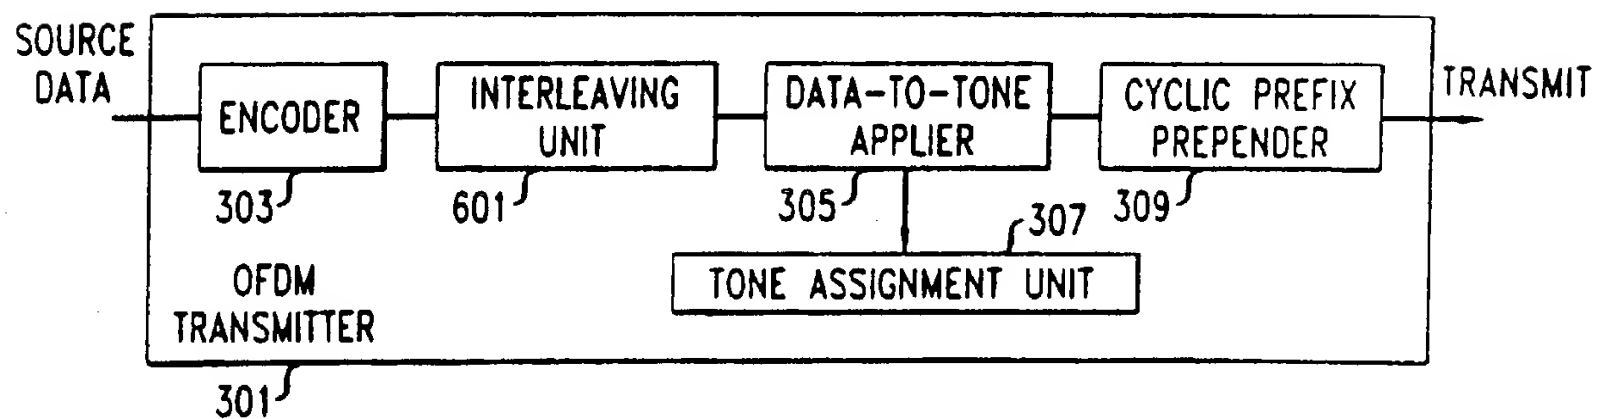 SOURCE
DATA
ENCODER
303
INTERLEAVING
UNIT
601
DATA-TO-TONE
APPLIER
305
CYCLIC PREFIX
PREPENDER
309
TRANSMIT
307
TONE ASSIGNMENT UNIT
OFDM
TRANSMITTER
301